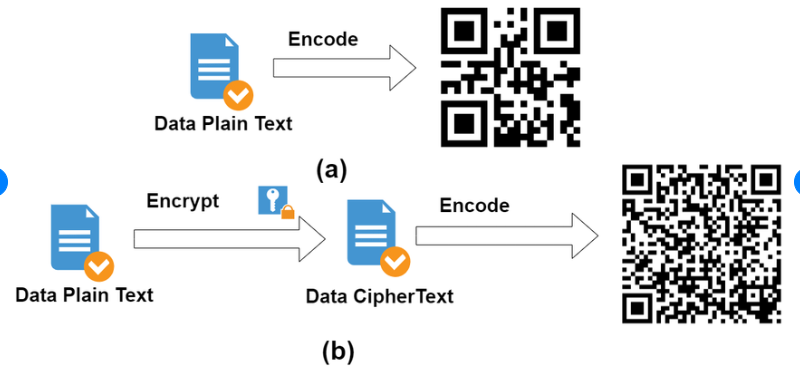 Encode
Data Plain Text
(a)
Encrypt
Encode
Data Plain Text
Data CipherText
(b)